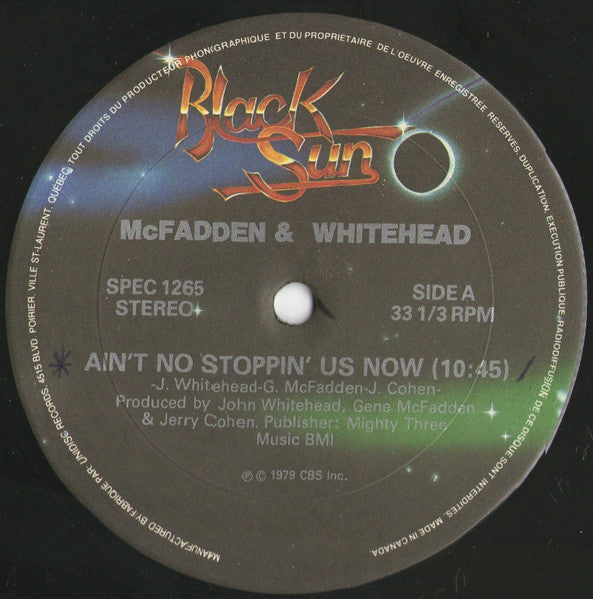 Black
Sun
McFADDEN & WHITEHEAD
SPEC 1265
STEREO
SIDE A
33 1/3 RPM
* AIN'T NO STOPPIN' US NOW (10:45) /
-J. Whitehead-G. McFadden-J. Cohen-
Produced by John Whitehead, Gene McFadden
& Jerry Cohen. Publisher: Mighty Three
Music BMI
℗ © 1979 CBS Inc.
MANUFACTURED BY/FABRIQUE PAR: UNIDISC RECORDS, 4515 BLVD. POIRIER, VILLE ST-LAURENT, QUEBEC. TOUT DROITS DU PRODUCTEUR PHONIGRAPHIQUE ET DU PROPRIETAIRE DE L'OEUVRE ENREGISTREE RESERVES. DUPLICATION, EXECUTION PUBLIQUE, RADIODIFFUSION DE CE DISQUE SONT INTERDITES. MADE IN CANADA